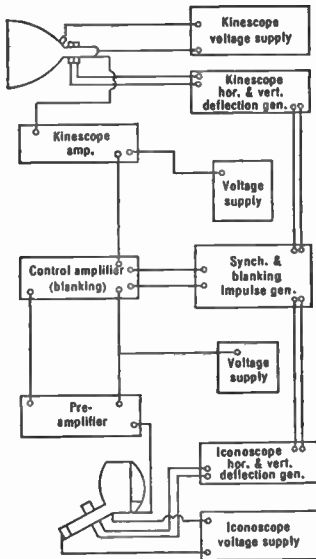 Kinescope
voltage supply
Kinescope
hor. & vert.
deflection gen.
Kinescope
amp.
Voltage
supply
Control amplifier
(blanking)
Synch. &
blanking
impulse gen.
Voltage
supply
Pre-
amplifier
Iconoscope
hor. & vert.
deflection gen.
Iconoscope
voltage supply